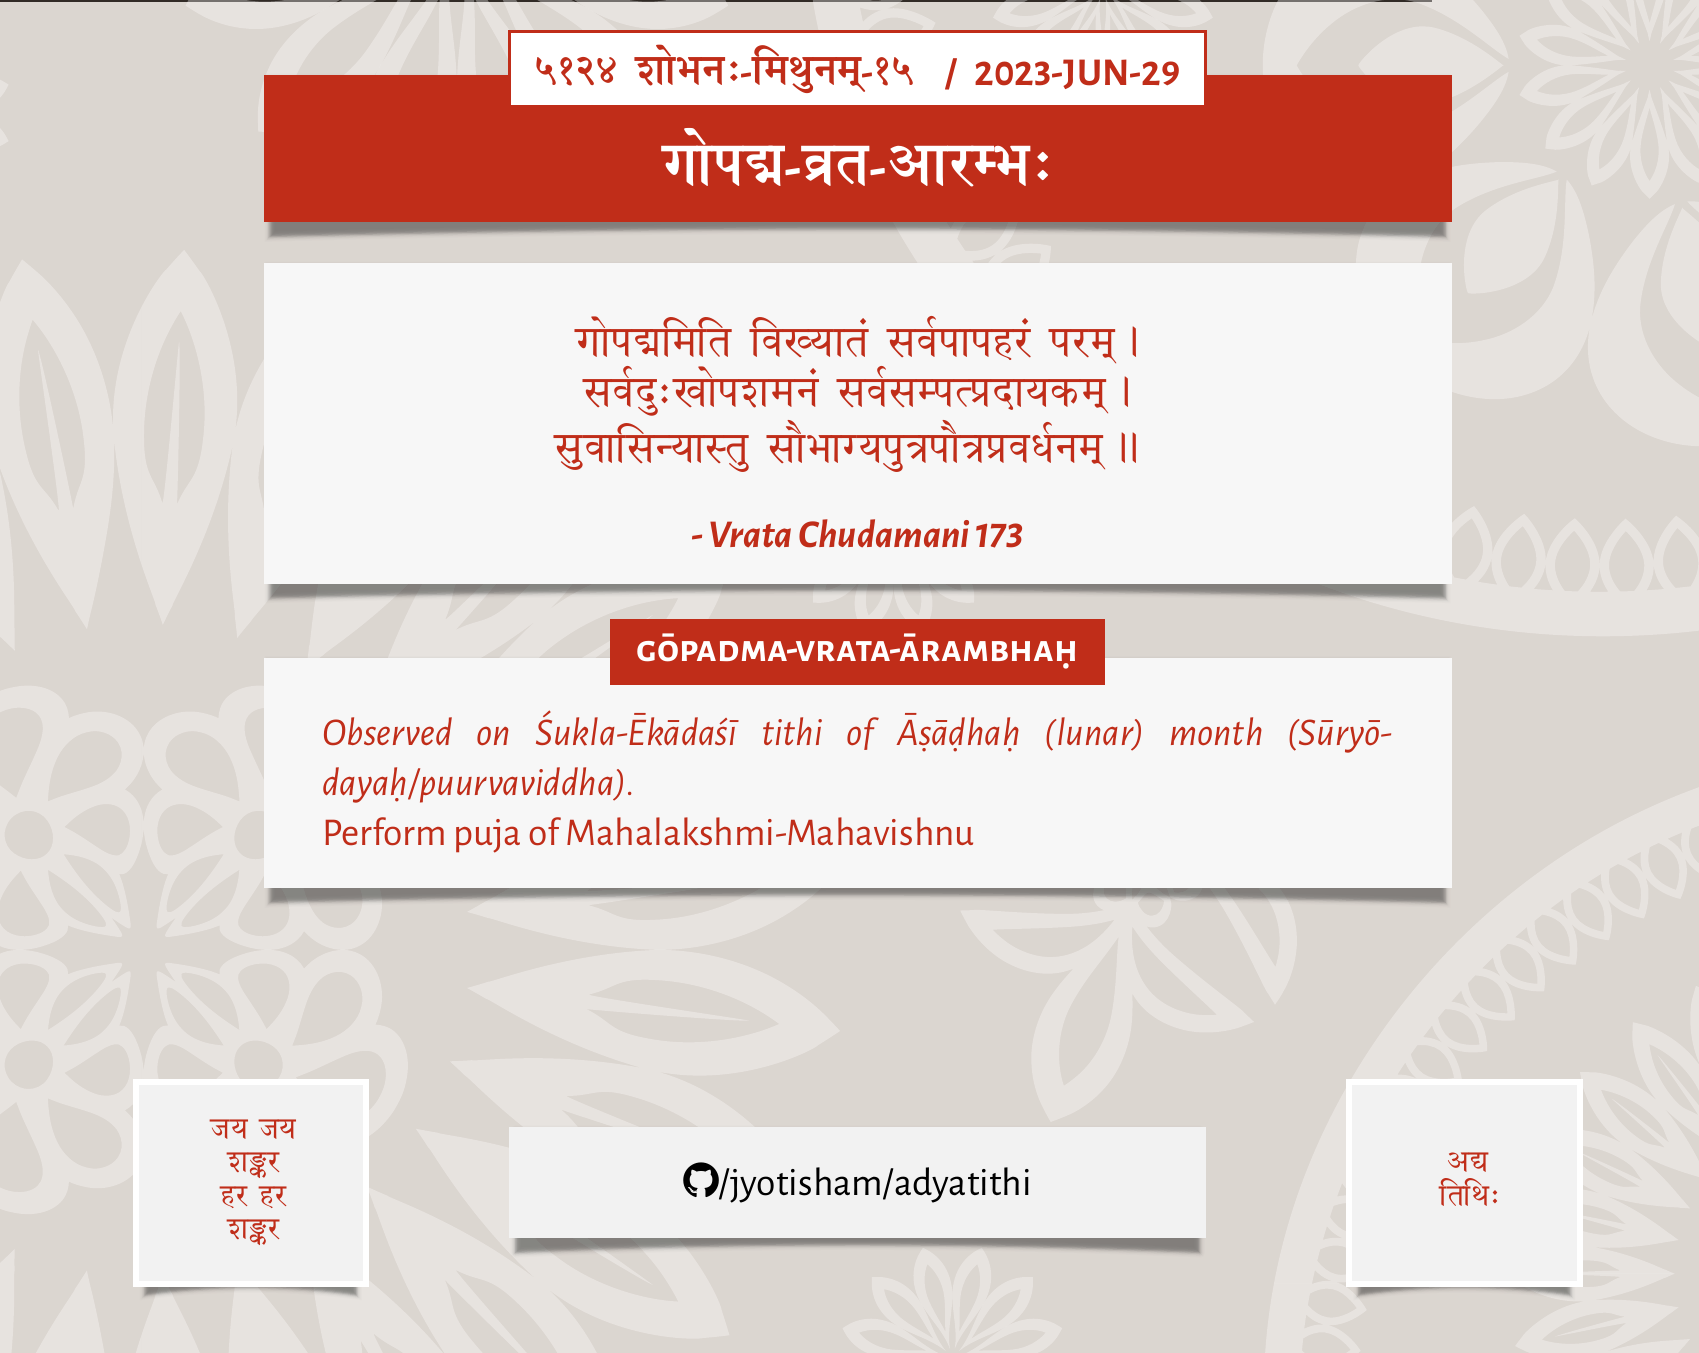 ५१२४ शोभनः-मिथुनम्-१५ / 2023-JUN-29
गोपद्म-व्रत-आरम्भः
गोपद्ममिति विख्यातं सर्वपापहरं परम् ।
सर्वदुःखोपशमनं सर्वसम्पत्प्रदायकम् ।
सुवासिन्यास्तु सौभाग्यपुत्रपौत्रप्रवर्धनम् ॥
- Vrata Chudamani 173
GŌPADMA-VRATA-ĀRAMBHAḤ
Observed on Śukla-Ēkādaśī tithi of Āṣāḍhaḥ (lunar) month (Sūryō-
dayaḥ/puurvaviddha).
Perform puja of Mahalakshmi-Mahavishnu
जय जय
शङ्कर
हर हर
शङ्कर
/jyotisham/adyatithi
अद्य
तिथिः